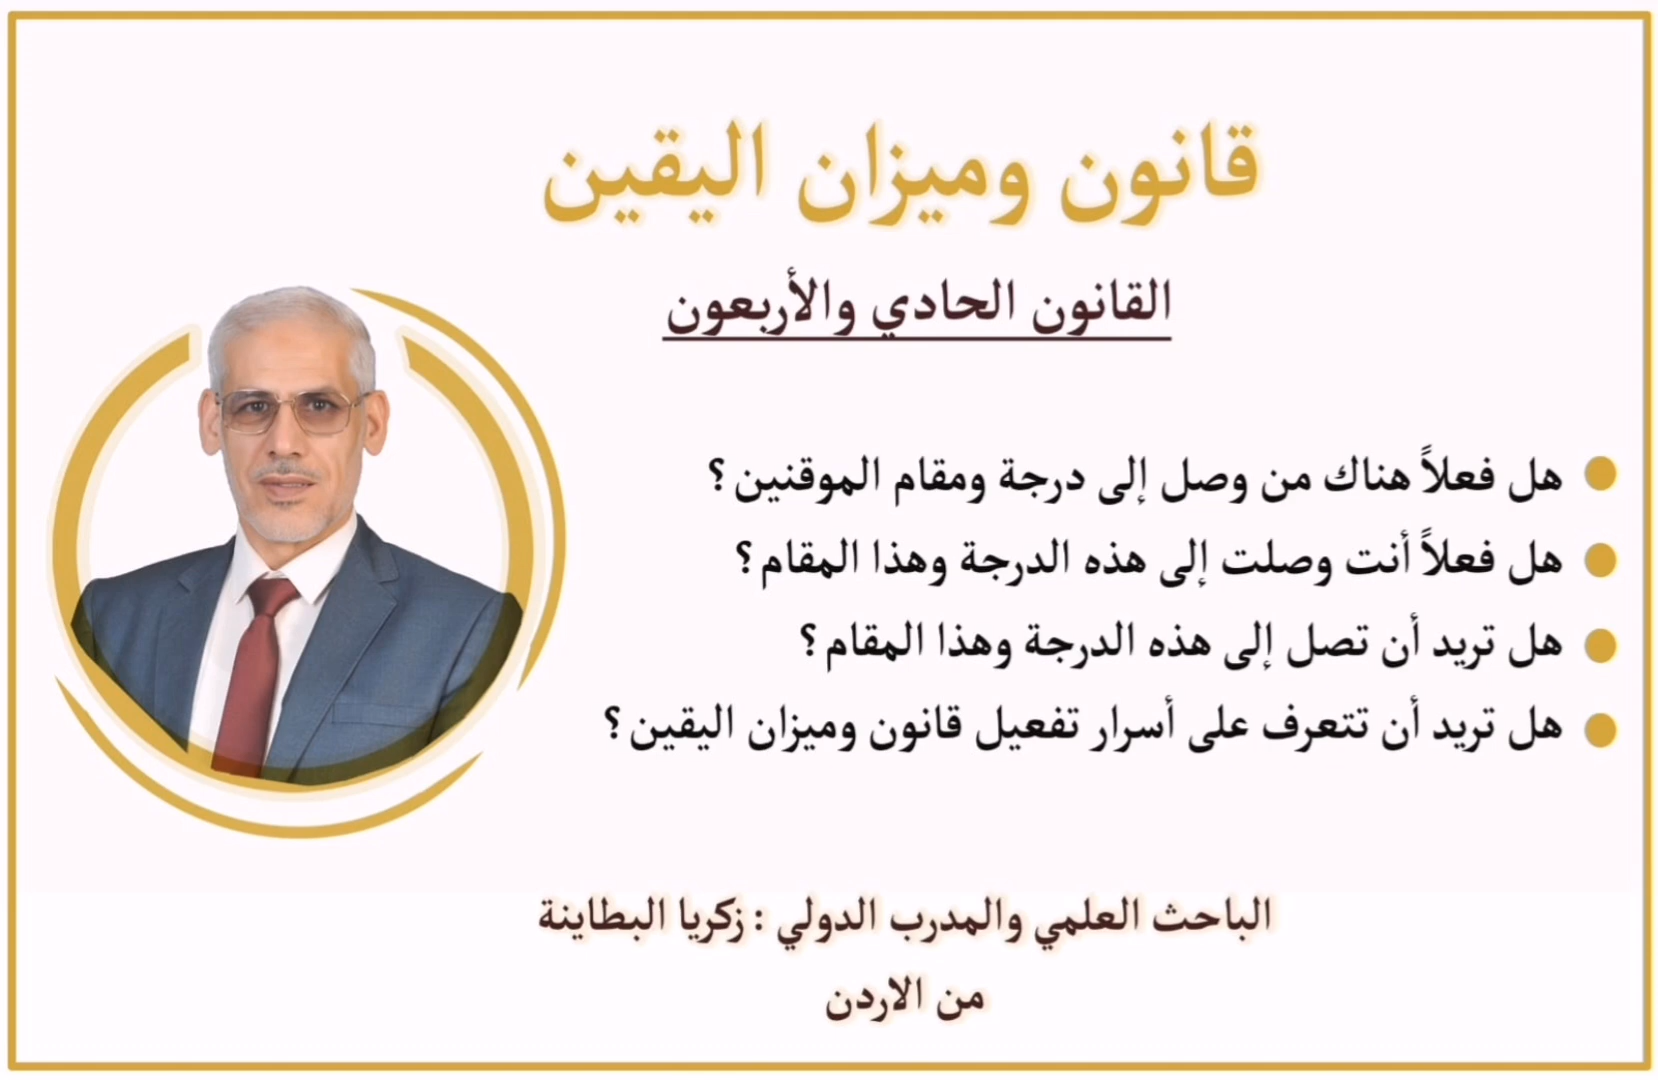 قانون وميزان اليقين
القانون الحادي والأربعون
هل فعلاً هناك من وصل إلى درجة ومقام الموقنين ؟
هل فعلاً أنت وصلت إلى هذه الدرجة وهذا المقام ؟
هل تريد أن تصل إلى هذه الدرجة وهذا المقام ؟
هل تريد أن تتعرف على أسرار تفعيل قانون وميزان اليقين ؟
الباحث العلمي والمدرب الدولي : زكريا البطاينة
من الاردن